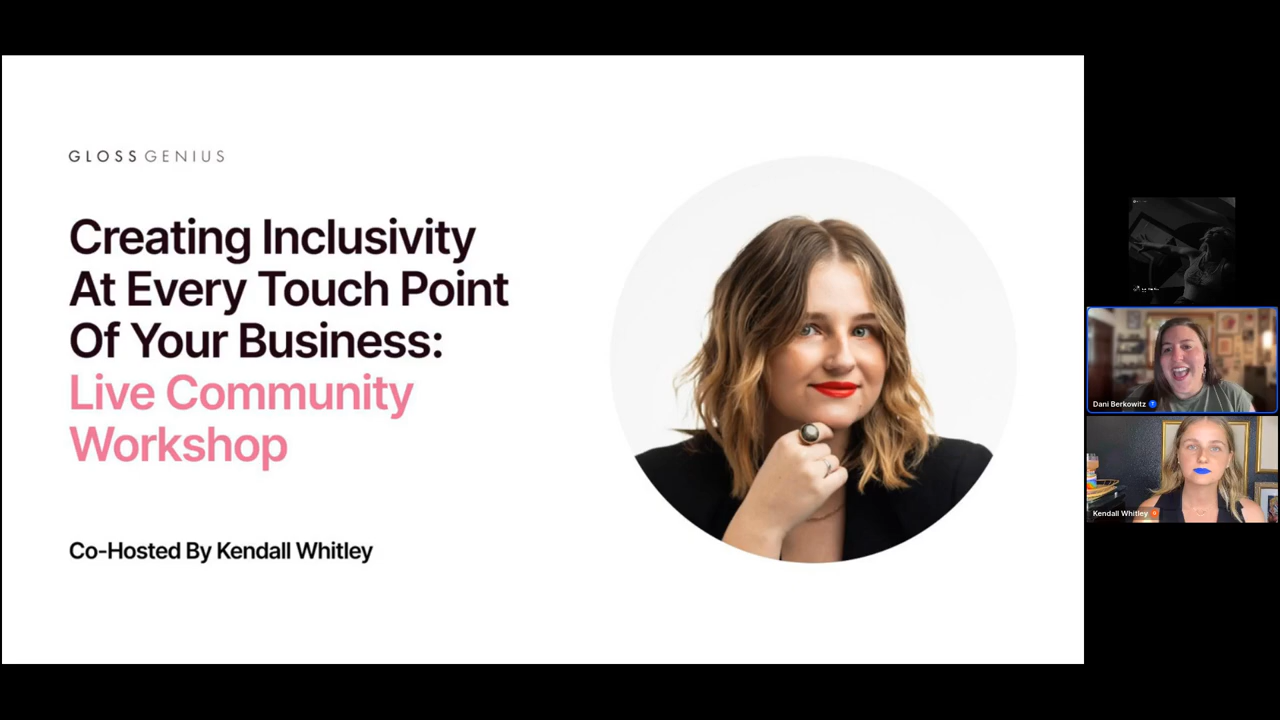 GLOSS GENIUS
Creating Inclusivity
At Every Touch Point
Of Your Business:
Live Community
Workshop
Co-Hosted By Kendall Whitley
Dani Berkowitz
Kendall Whitley